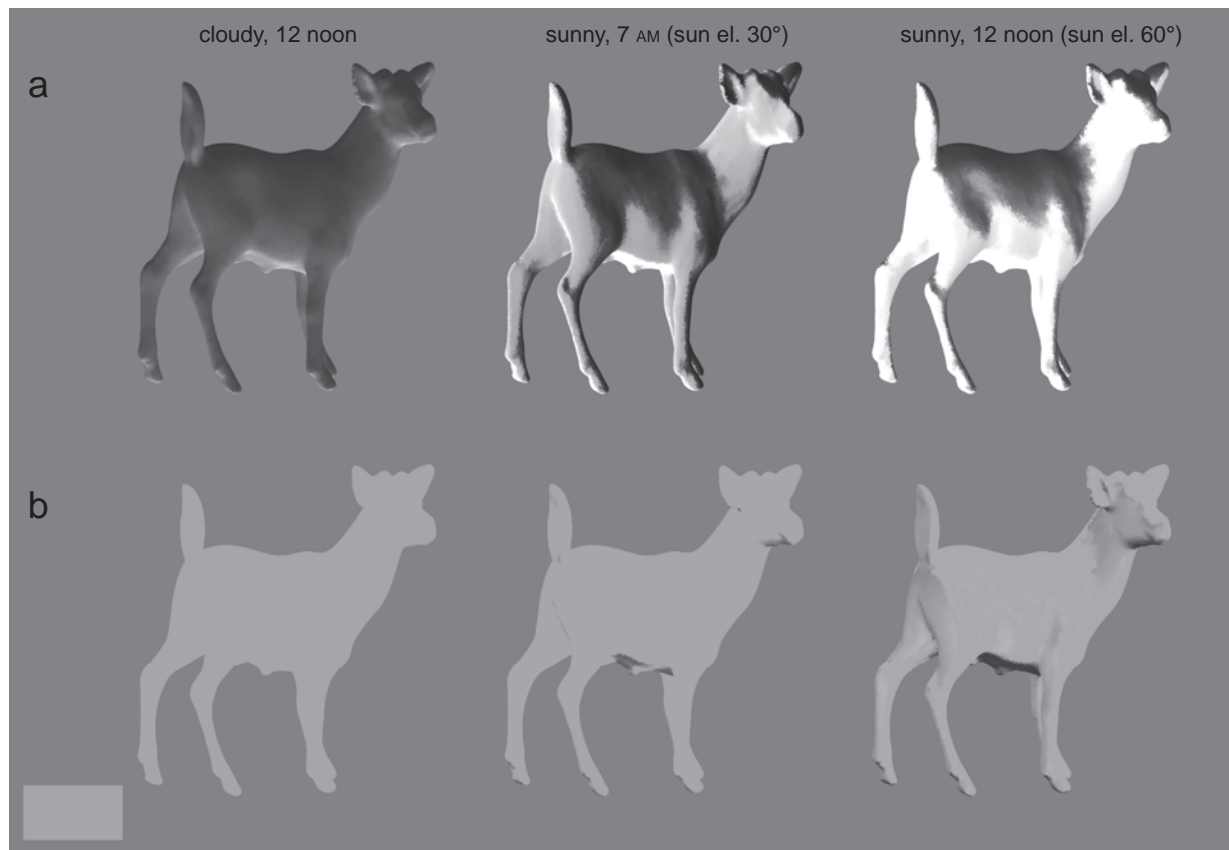 cloudy, 12 noon
sunny, 7 AM (sun el. 30°)
sunny, 12 noon (sun el. 60°)
a
b